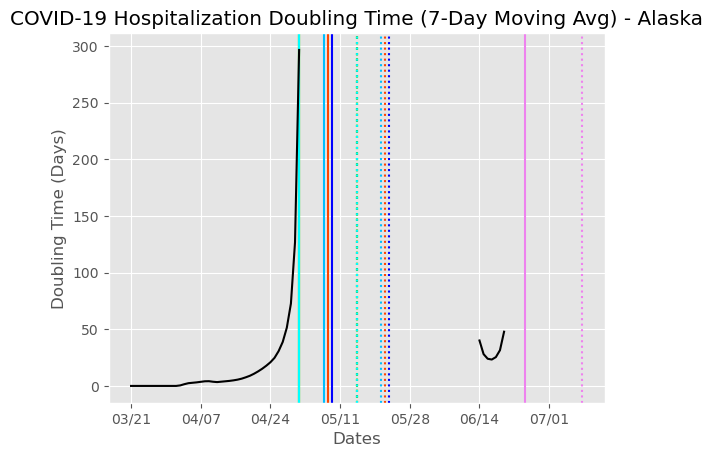 COVID-19 Hospitalization Doubling Time (7-Day Moving Avg) - Alaska
300
250
200
150
100
50
0
Doubling Time (Days)
03/21 04/07 04/24 05/11 05/28 06/14 07/01
Dates